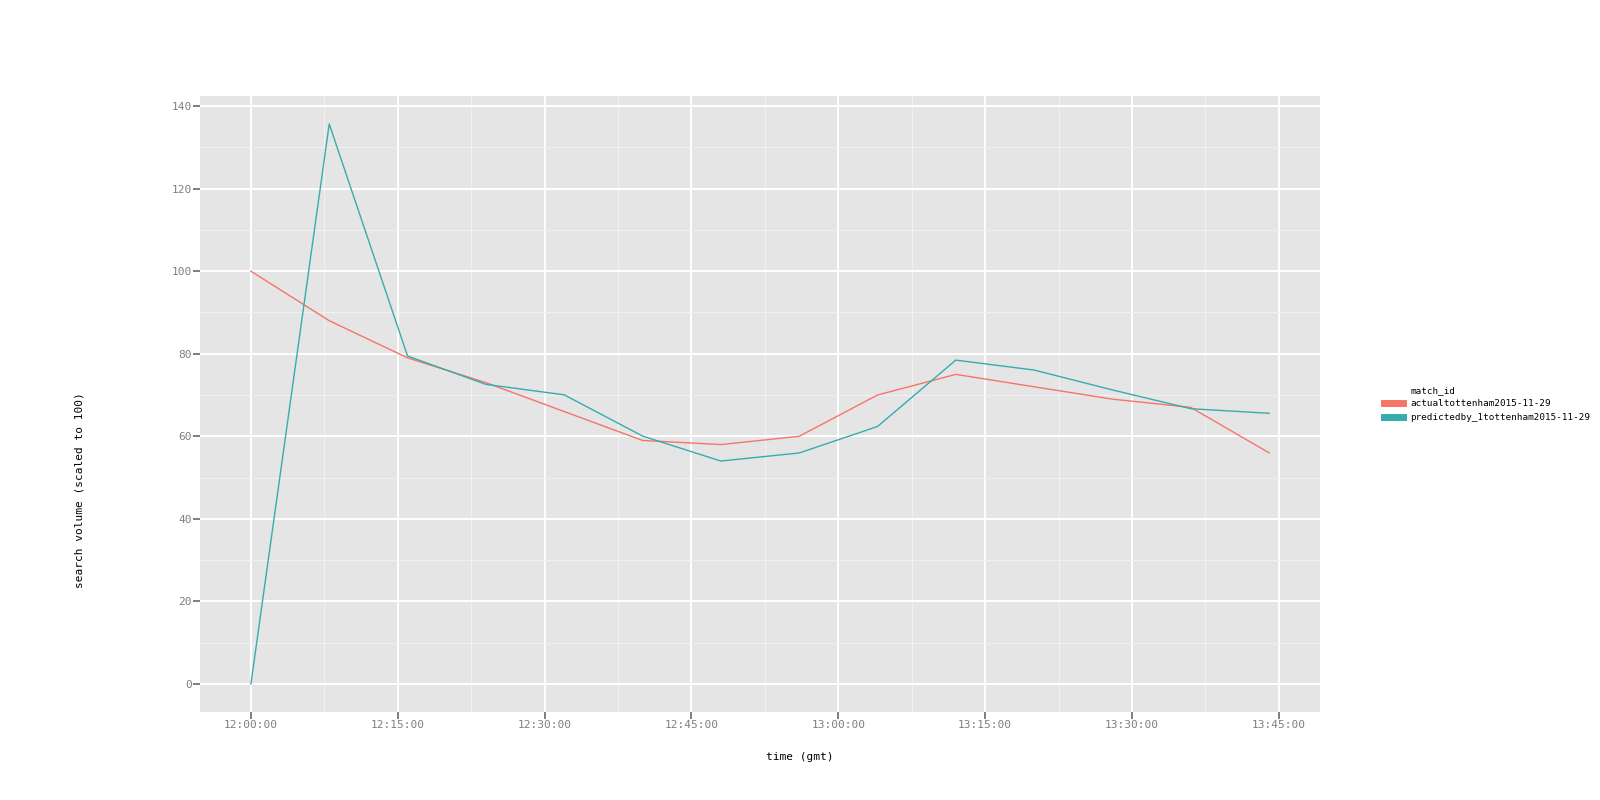 140
120
100
80
60
40
20
0
search volume (scaled to 100)
12:00:00 12:15:00 12:30:00 12:45:00 13:00:00 13:15:00 13:30:00 13:45:00
time (gmt)
match_id
actualtottenham2015-11-29
predictedby_1tottenham2015-11-29